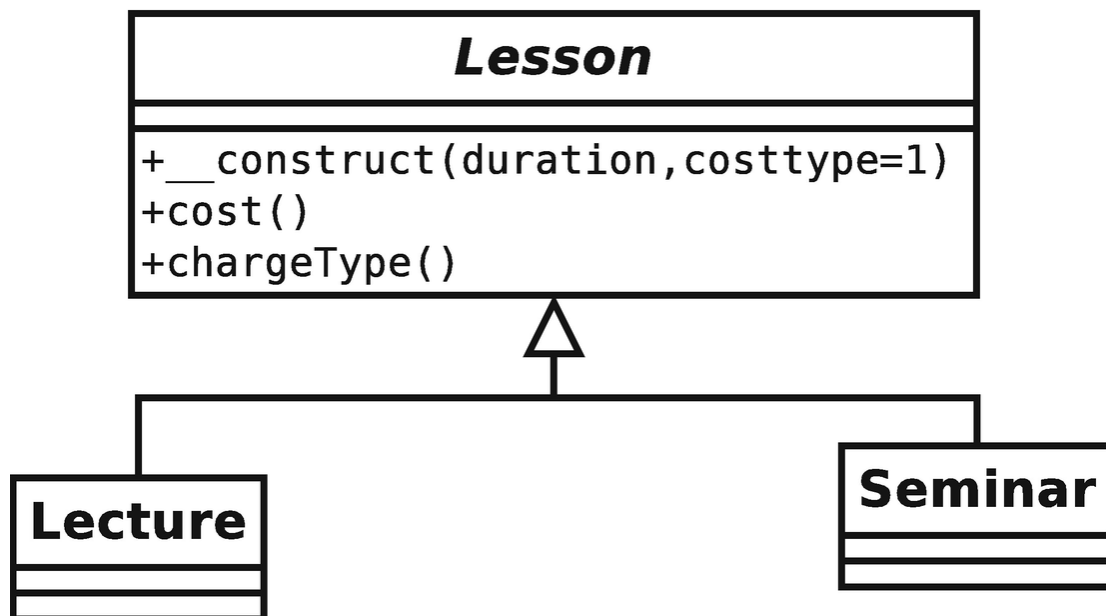 Lesson
+__construct(duration,costtype=1)
+cost()
+chargeType()
Lecture
Seminar